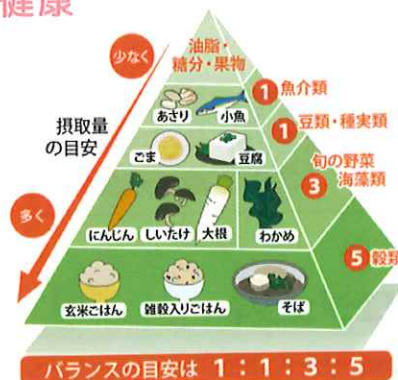 健康
少なく
油脂・
糖分・果物
あさり
小魚
1 魚介類
摂取量
の目安
ごま
豆腐
1 豆類・種実類
多く
にんじん
しいたけ
大根
わかめ
3 旬の野菜
海藻類
玄米ごはん
雑穀入りごはん
そば
5 穀類
バランスの目安は 1:1:3:5